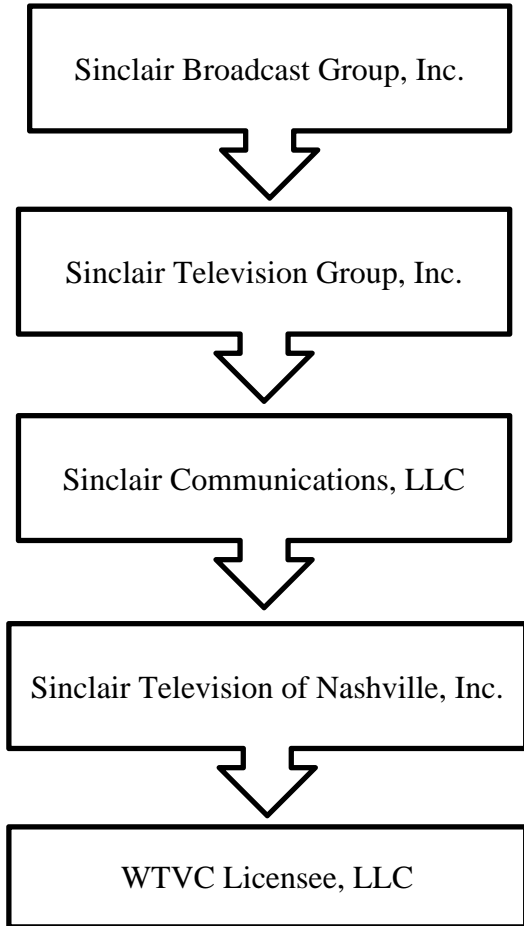 Sinclair Broadcast Group, Inc.
Sinclair Television Group, Inc.
Sinclair Communications, LLC
Sinclair Television of Nashville, Inc.
WTVC Licensee, LLC